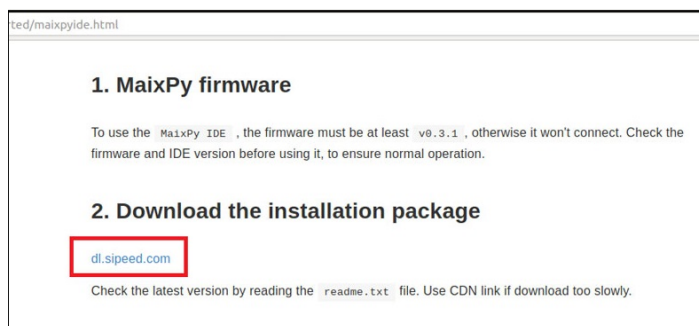 ted/maixpyide.html
1. MaixPy firmware
To use the MaixPy IDE , the firmware must be at least v0.3.1 , otherwise it won't connect. Check the
firmware and IDE version before using it, to ensure normal operation.
2. Download the installation package
dl.sipeed.com
Check the latest version by reading the readme.txt file. Use CDN link if download too slowly.